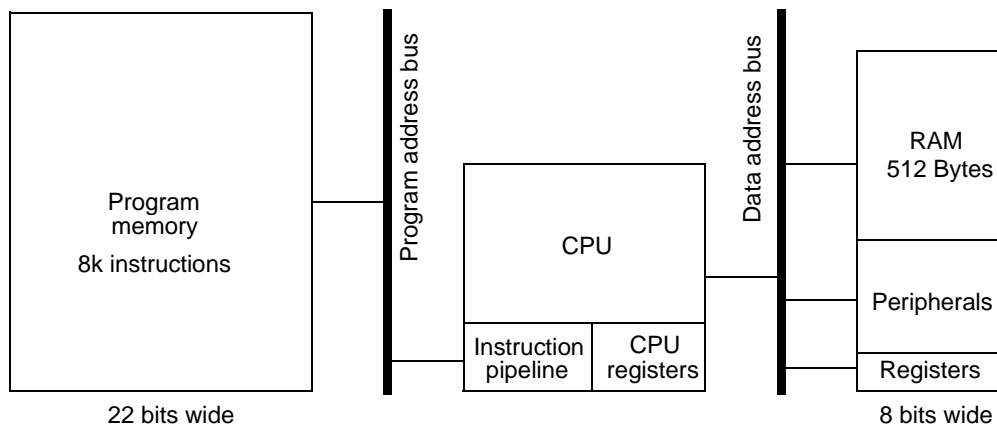 Program
memory
8k instructions
22 bits wide
Program address bus
CPU
Instruction
pipeline
CPU
registers
Data address bus
RAM
512 Bytes
Peripherals
Registers
8 bits wide